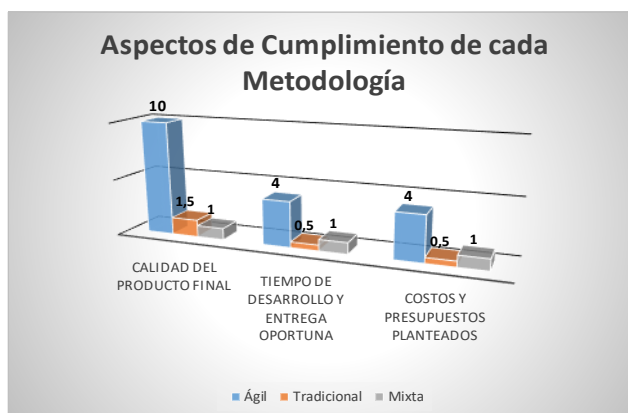 Aspectos de Cumplimiento de cada
Metodología
10
1,5
1
4
0,5
1
4
0,5
1
CALIDAD DEL
PRODUCTO FINAL
TIEMPO DE
DESARROLLO Y
ENTREGA
OPORTUNA
COSTOS Y
PRESUPUESTOS
PLANTEADOS
Ágil
Tradicional
Mixta